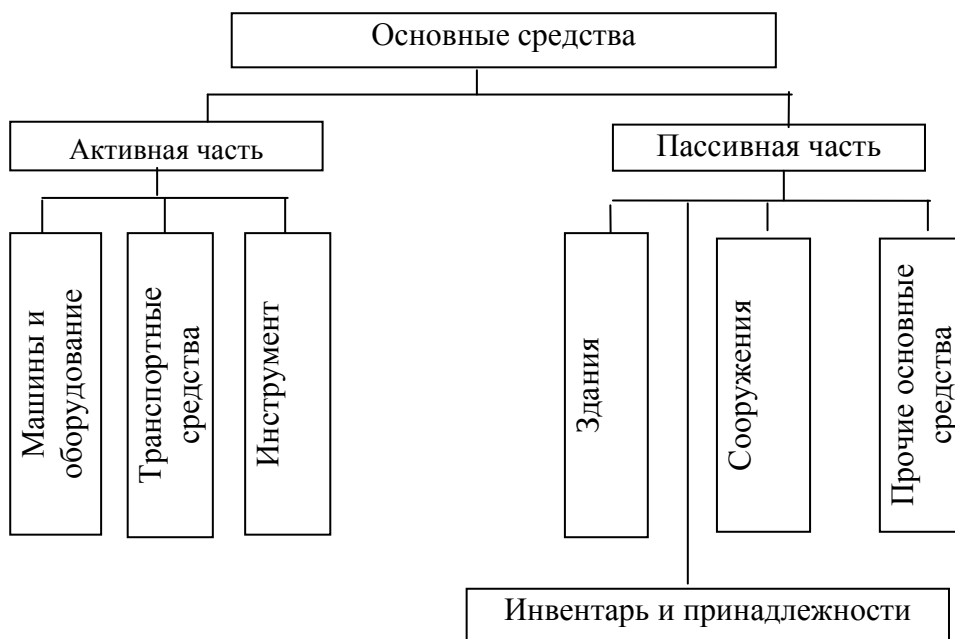 Основные средства
Активная часть
Пассивная часть
Машины и
оборудование
Транспортные
средства
Инструмент
Здания
Сооружения
Прочие основные
средства
Инвентарь и принадлежности